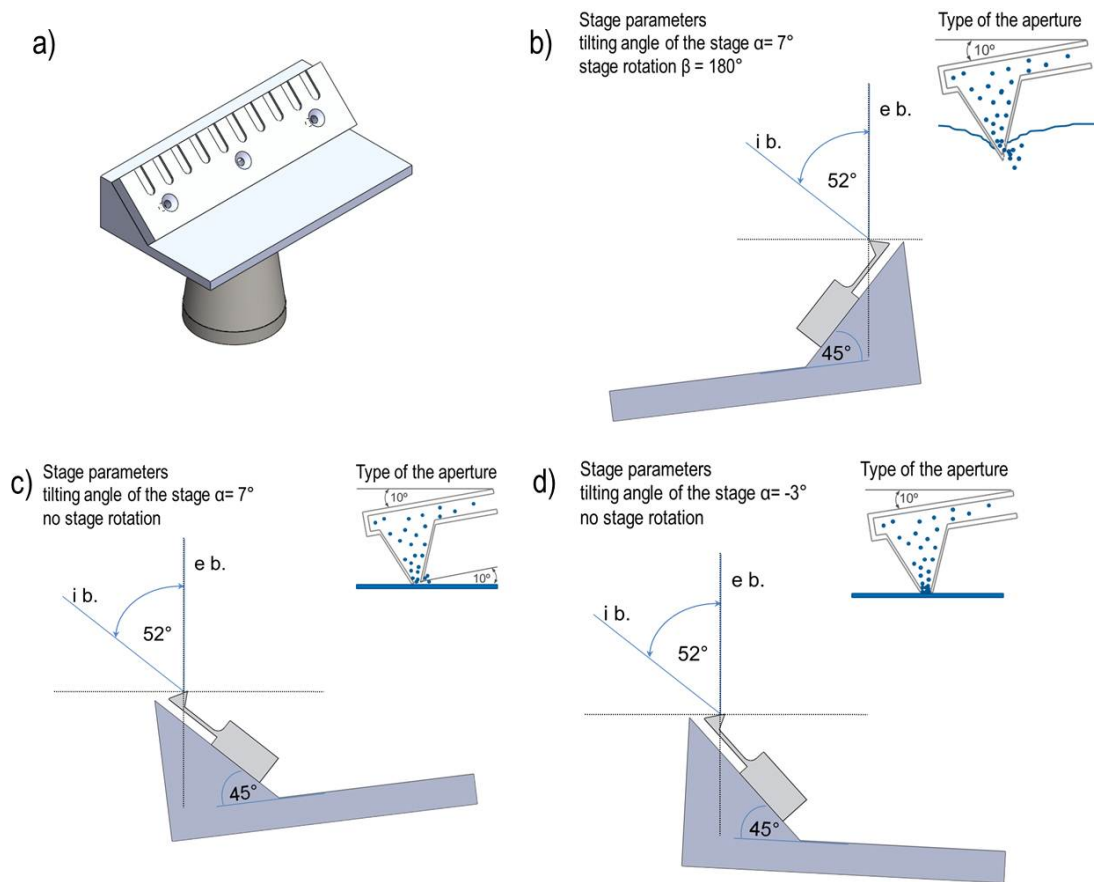 a)
b)
Stage parameters
tilting angle of the stage α= 7°
stage rotation β = 180°
Type of the aperture
10°
e b.
i b.
52°
45°
c)
Stage parameters
tilting angle of the stage α= 7°
no stage rotation
Type of the aperture
10°
10°
e b.
i b.
52°
45°
d)
Stage parameters
tilting angle of the stage α= -3°
no stage rotation
Type of the aperture
10°
e b.
i b.
52°
45°